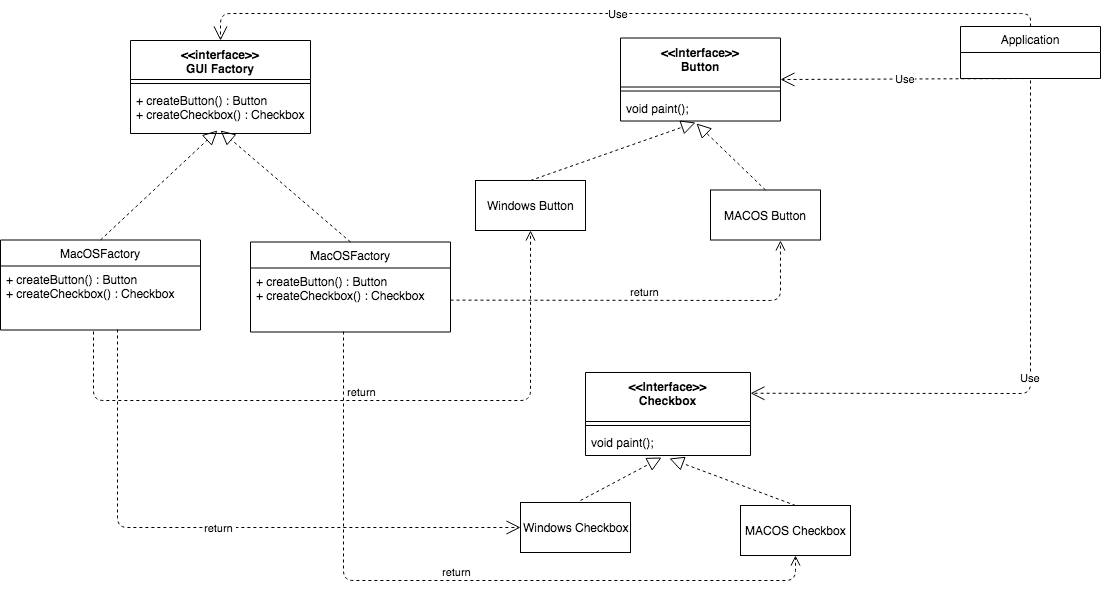 Use
<<interface>>
GUI Factory
+ createButton() : Button
+ createCheckbox() : Checkbox
<<Interface>>
Button
void paint();
Application
Use
Windows Button
MACOS Button
MacOSFactory
+ createButton() : Button
+ createCheckbox() : Checkbox
MacOSFactory
+ createButton() : Button
+ createCheckbox() : Checkbox
return
return
Use
<<Interface>>
Checkbox
void paint();
return
Windows Checkbox
MACOS Checkbox
return